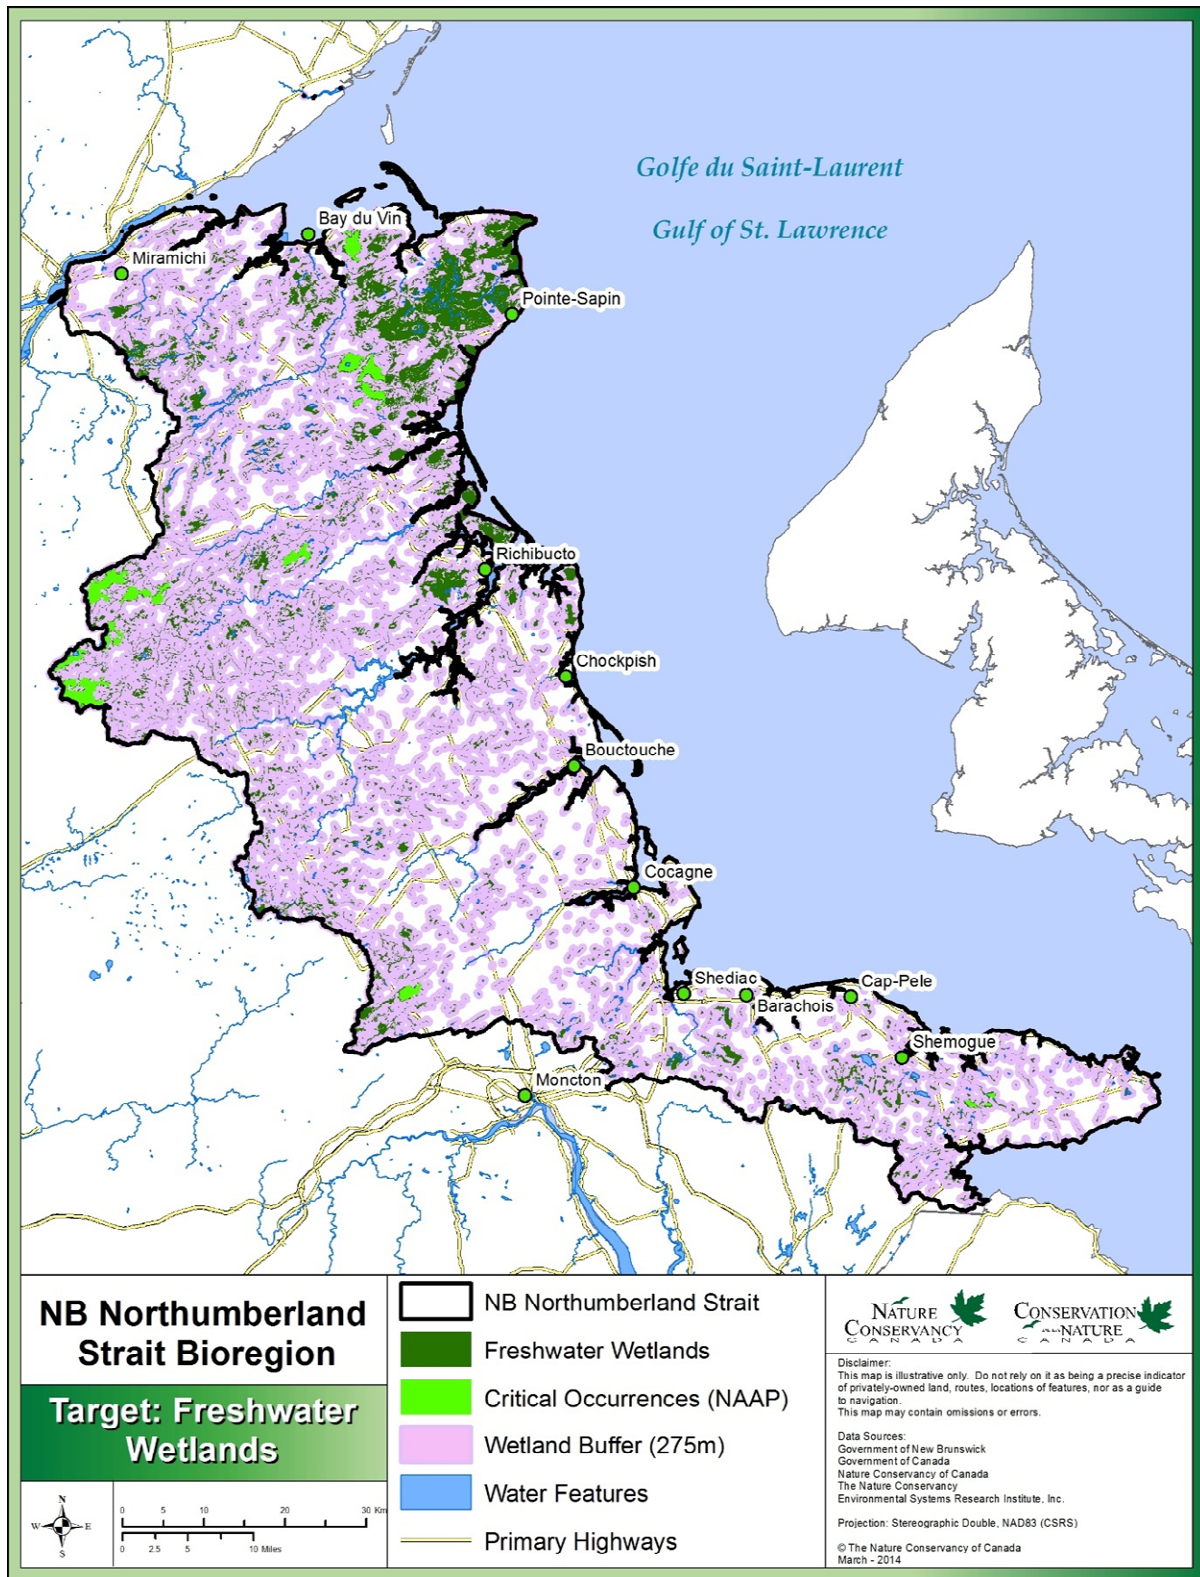 Golfe du Saint-Laurent
Gulf of St. Lawrence
Bay du Vin
Miramichi
Pointe-Sapin
Richibucto
Chockpish
Bouctouche
Cocagne
Shediac
Cap-Pele
Barachois
Shemogue
Moncton
NB Northumberland
Strait Bioregion
Target: Freshwater
Wetlands
N
W
E
S
0 5 10 20 30 Km
0 2.5 5 10 Miles
NB Northumberland Strait
Freshwater Wetlands
Critical Occurrences (NAAP)
Wetland Buffer (275m)
Water Features
Primary Highways
NATURE
CONSERVANCY
CANADA
CONSERVATION
DE LA NATURE
CANADA
Disclaimer:
This map is illustrative only. Do not rely on it as being a precise indicator
of privately-owned land, routes, locations of features, nor as a guide
to navigation.
This map may contain omissions or errors.
Data Sources:
Government of New Brunswick
Government of Canada
Nature Conservancy of Canada
The Nature Conservancy
Environmental Systems Research Institute, Inc.
Projection: Stereographic Double, NAD83 (CSRS)
© The Nature Conservancy of Canada
March - 2014